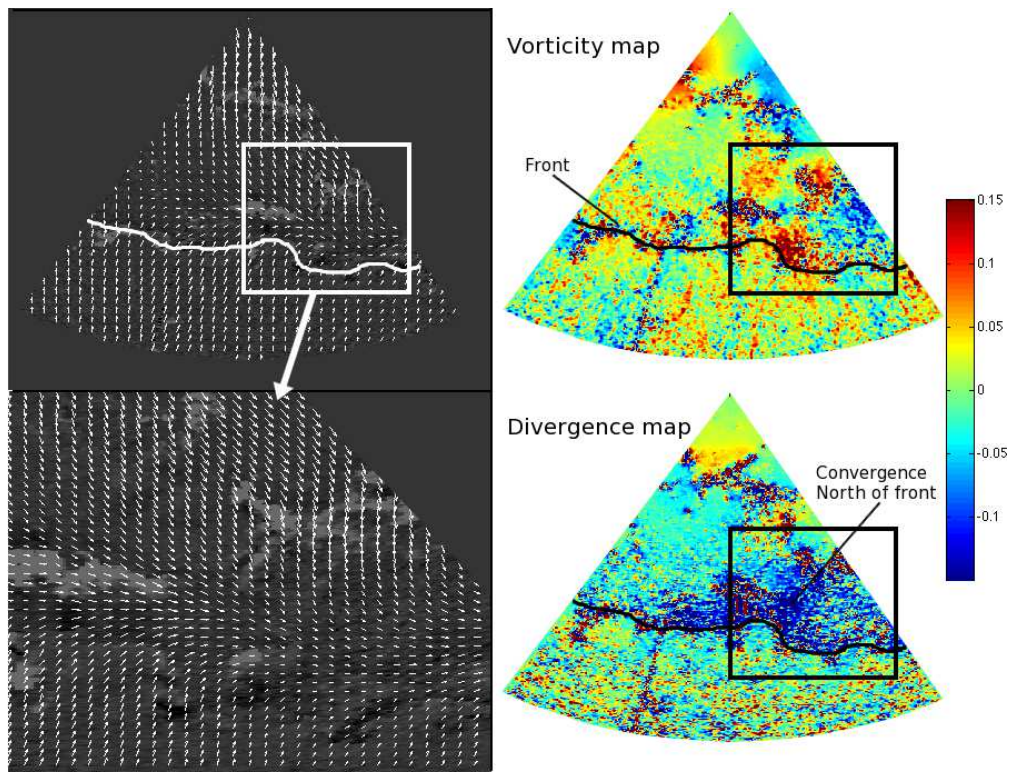 Vorticity map
Front
0.15
0.1
0.05
0
-0.05
-0.1
Divergence map
Convergence
North of front